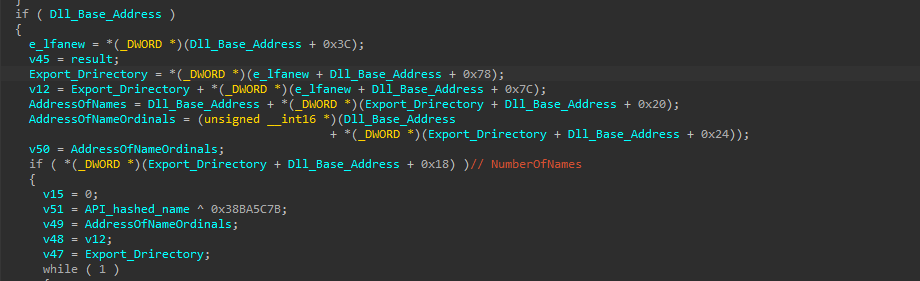 }
if ( Dll_Base_Address )
{
e_lfanew = *(_DWORD *)(Dll_Base_Address + 0x3C);
v45 = result;
Export_Drirectory = *(_DWORD *)(e_lfanew + Dll_Base_Address + 0x78);
v12 = Export_Drirectory + *(_DWORD *)(e_lfanew + Dll_Base_Address + 0x7C);
AddressOfNames = Dll_Base_Address + *(_DWORD *)(Export_Drirectory + Dll_Base_Address + 0x20);
AddressOfNameOrdinals = (unsigned __int16 *)(Dll_Base_Address
+ *(_DWORD *)(Export_Drirectory + Dll_Base_Address + 0x24));
v50 = AddressOfNameOrdinals;
if ( *(_DWORD *)(Export_Drirectory + Dll_Base_Address + 0x18) )// NumberOfNames
{
v15 = 0;
v51 = API_hashed_name ^ 0x38BA5C7B;
v49 = AddressOfNameOrdinals;
v48 = v12;
v47 = Export_Drirectory;
while ( 1 )
{